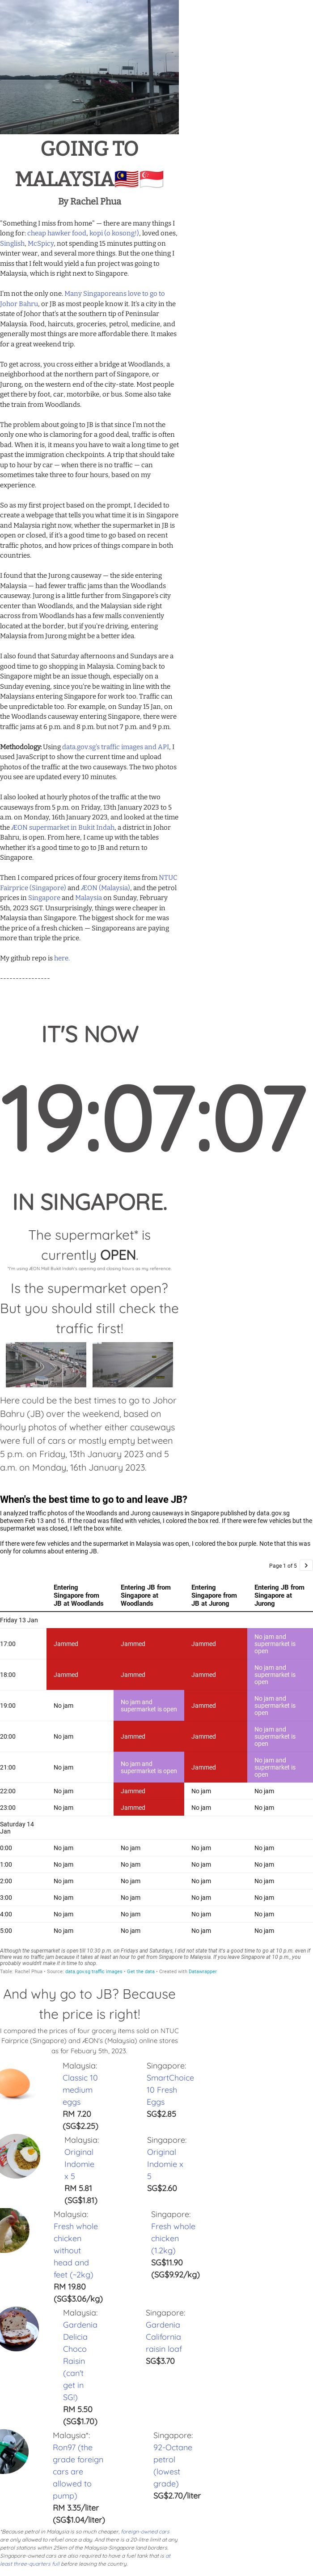 GOING TO
MALAYSIA🇲🇾🇸🇬
By Rachel Phua
"Something I miss from home" — there are many things I
long for: cheap hawker food, kopi (o kosong!), loved ones,
Singlish, McSpicy, not spending 15 minutes putting on
winter wear, and several more things. But the one thing I
miss that I felt would yield a fun project was going to
Malaysia, which is right next to Singapore.
I'm not the only one. Many Singaporeans love to go to
Johor Bahru, or JB as most people know it. It's a city in the
state of Johor that's at the southern tip of Peninsular
Malaysia. Food, haircuts, groceries, petrol, medicine, and
generally most things are more affordable there. It makes
for a great weekend trip.
To get across, you cross either a bridge at Woodlands, a
neighborhood at the northern part of Singapore, or
Jurong, on the western end of the city-state. Most people
get there by foot, car, motorbike, or bus. Some also take
the train from Woodlands.
The problem about going to JB is that since I'm not the
only one who is clamoring for a good deal, traffic is often
bad. When it is, means you have to wait a long time to get
past the immigration checkpoints. A trip that should take
up to hour by car — when there is no traffic — can
sometimes take three to four hours, based on my
experience.
So as my first project based on the prompt, I decided to
create a webpage that tells you what time it is in Singapore
and Malaysia right now, whether the supermarket in JB is
open or closed, if it's a good time to go based on recent
traffic photos, and how prices of things compare in both
countries.
I found that the Jurong causeway — the side entering
Malaysia — had fewer traffic jams than the Woodlands
causeway. Jurong is a little further from Singapore's city
center than Woodlands, and the Malaysian side right
across from Woodlands has a few malls conveniently
located at the border, but if you're driving, entering
Malaysia from Jurong might be a better idea.
I also found that Saturday afternoons and Sundays are a
good time to go shopping in Malaysia. Coming back to
Singapore might be an issue though, especially on a
Sunday evening, since you're be waiting in line with the
Malaysians entering Singapore for work too. Traffic can
be unpredictable too. For example, on Sunday 15 Jan, on
the Woodlands causeway entering Singapore, there were
traffic jams at 6 p.m. and 8 p.m. but not 7 p.m. and 9 p.m.
Methodology: Using data.gov.sg's traffic images and API, I
used JavaScript to show the current time and upload
photos of the traffic at the two causeways. The two photos
you see are updated every 10 minutes.
I also looked at hourly photos of the traffic at the two
causeways from 5 p.m. on Friday, 13th January 2023 to 5
a.m. on Monday, 16th January 2023, and looked at the time
the ÆON supermarket in Bukit Indah, a district in Johor
Bahru, is open. From here, I came up with the tables
whether it's a good time to go to JB and return to
Singapore.
Then I compared prices of four grocery items from NTUC
Fairprice (Singapore) and ÆON (Malaysia), and the petrol
prices in Singapore and Malaysia on Sunday, February
5th, 2023 SGT. Unsurprisingly, things were cheaper in
Malaysia than Singapore. The biggest shock for me was
the price of a fresh chicken — Singaporeans are paying
more than triple the price.
My github repo is here.
----------------
IT'S NOW
19:07:07
IN SINGAPORE.
The supermarket* is
currently OPEN.
*I'm using ÆON Mall Bukit Indah's opening and closing hours as my reference.
Is the supermarket open?
But you should still check the
traffic first!
Here could be the best times to go to Johor
Bahru (JB) over the weekend, based on
hourly photos of whether either causeways
were full of cars or mostly empty between
5 p.m. on Friday, 13th January 2023 and 5
a.m. on Monday, 16th January 2023.
When's the best time to go to and leave JB?
I analyzed traffic photos of the Woodlands and Jurong causeways in Singapore published by data.gov.sg
between Feb 13 and 16. If the road was filled with vehicles, I colored the box red. If there were few vehicles but the
supermarket was closed, I left the box white.
If there were few vehicles and the supermarket in Malaysia was open, I colored the box purple. Note that this was
only for columns about entering JB.
Page 1 of 5 >
Entering Singapore from JB at Woodlands | Entering JB from Singapore at Woodlands | Entering Singapore from JB at Jurong | Entering JB from Singapore at Jurong
Friday 13 Jan
17:00 Jammed Jammed Jammed No jam and supermarket is open
18:00 Jammed Jammed Jammed No jam and supermarket is open
19:00 No jam No jam and supermarket is open Jammed No jam and supermarket is open
20:00 No jam Jammed Jammed No jam and supermarket is open
21:00 No jam No jam and supermarket is open Jammed No jam and supermarket is open
22:00 No jam Jammed No jam No jam
23:00 No jam Jammed No jam No jam
Saturday 14 Jan
0:00 No jam No jam No jam No jam
1:00 No jam No jam No jam No jam
2:00 No jam No jam No jam No jam
3:00 No jam No jam No jam No jam
4:00 No jam No jam No jam No jam
5:00 No jam No jam No jam No jam
Although the supermarket is open till 10:30 p.m. on Fridays and Saturdays, I did not state that it's a good time to go at 10 p.m. even if
there was no traffic jam because it takes at least an hour to get from Singapore to Malaysia. If you leave Singapore at 10 p.m., you
probably wouldn't make it in time to shop.
Table: Rachel Phua • Source: data.gov.sg traffic images • Get the data • Created with Datawrapper
And why go to JB? Because
the price is right!
I compared the prices of four grocery items sold on NTUC
Fairprice (Singapore) and ÆON's (Malaysia) online stores
as for Febuary 5th, 2023.
Malaysia:
Classic 10
medium
eggs
RM 7.20
(SG$2.25)
Singapore:
SmartChoice
10 Fresh
Eggs
SG$2.85
Malaysia:
Original
Indomie
x 5
RM 5.81
(SG$1.81)
Singapore:
Original
Indomie x
5
SG$2.60
Malaysia:
Fresh whole
chicken
without
head and
feet (~2kg)
RM 19.80
(SG$3.06/kg)
Singapore:
Fresh whole
chicken
(1.2kg)
SG$11.90
(SG$9.92/kg)
Malaysia:
Gardenia
Delicia
Choco
Raisin
(can't
get in
SG!)
RM 5.50
(SG$1.70)
Singapore:
Gardenia
California
raisin loaf
SG$3.70
Malaysia*:
Ron97 (the
grade foreign
cars are
allowed to
pump)
RM 3.35/liter
(SG$1.04/liter)
Singapore:
92-Octane
petrol
(lowest
grade)
SG$2.70/liter
*Because petrol in Malaysia is so much cheaper, foreign-owned cars
are only allowed to refuel once a day. And there is a 20-litre limit at any
petrol stations within 25km of the Malaysia-Singapore land borders.
Singapore-owned cars are also required to have a fuel tank that is at
least three-quarters full before leaving the country.